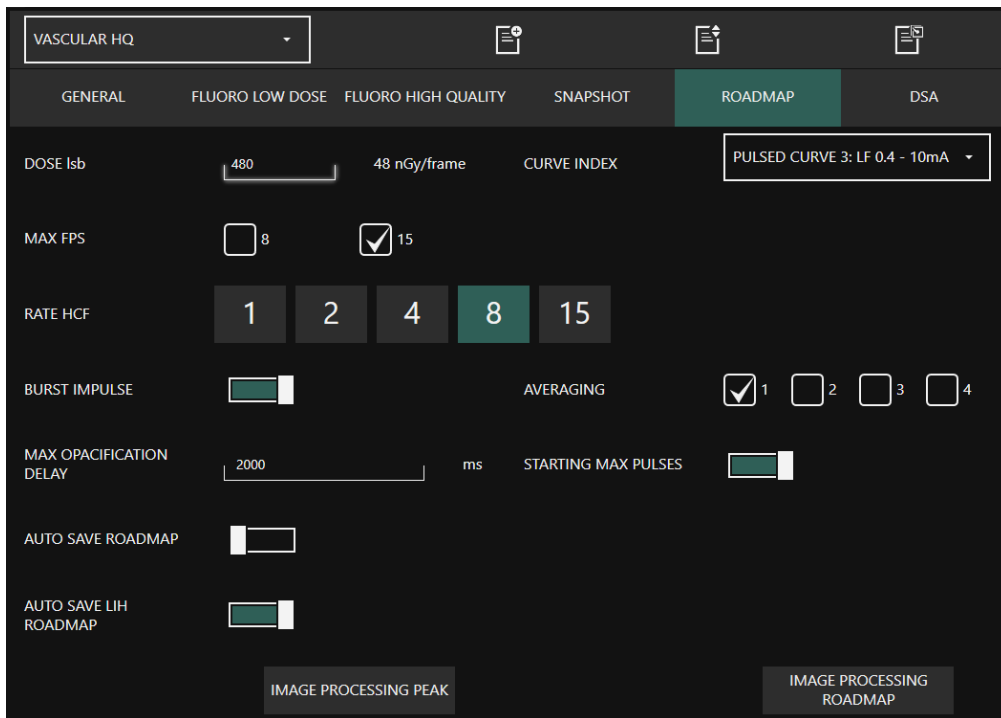 VASCULAR HQ
GENERAL FLUORO LOW DOSE FLUORO HIGH QUALITY SNAPSHOT ROADMAP DSA
DOSE lsb 480 48 nGy/frame CURVE INDEX PULSED CURVE 3: LF 0.4 - 10mA
MAX FPS 8 15
RATE HCF 1 2 4 8 15
BURST IMPULSE AVERAGING 1 2 3 4
MAX OPACIFICATION
DELAY 2000 ms STARTING MAX PULSES
AUTO SAVE ROADMAP
AUTO SAVE LIH
ROADMAP
IMAGE PROCESSING PEAK IMAGE PROCESSING
ROADMAP